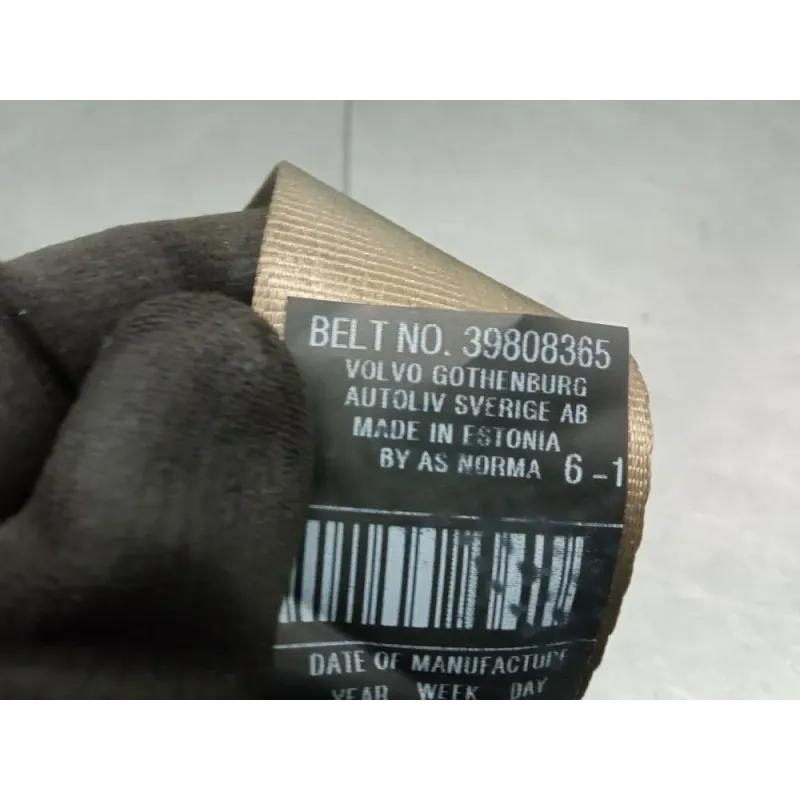 BELT NO. 39808365
VOLVO GOTHENBURG
AUTOLIV SVERIGE AB
MADE IN ESTONIA
BY AS NORMA 6-1
DATE OF MANUFACTURE
YEAR WEEK DAY